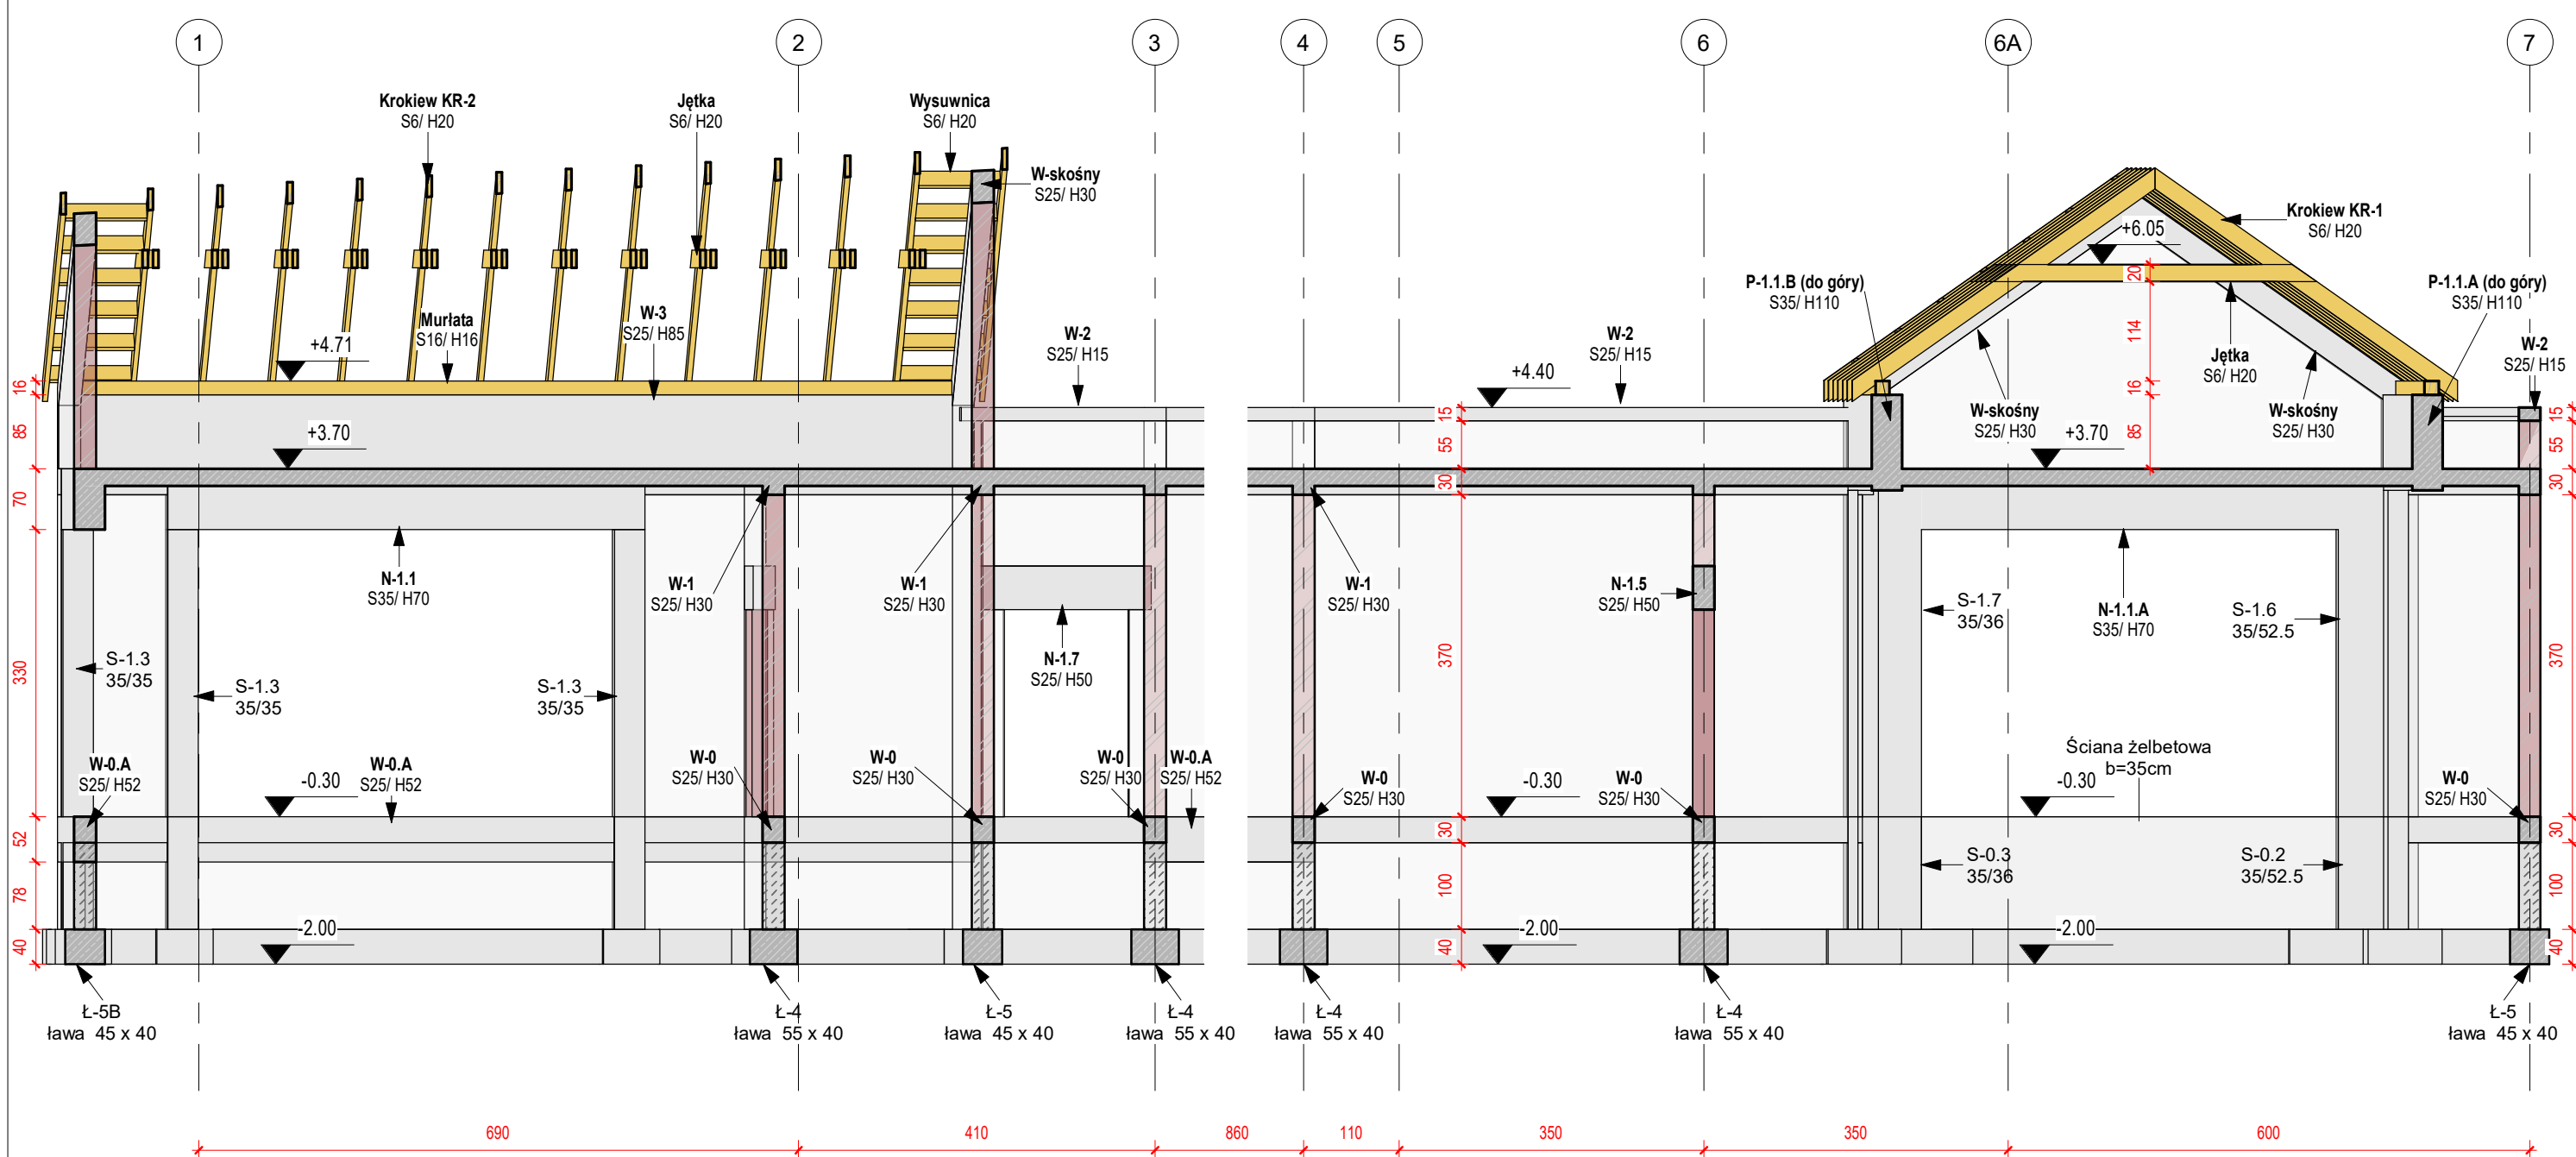 1
2
3
4
5
6
6A
7
Krokiew KR-2
S6/ H20
Jętka
S6/ H20
Wysuwnica
S6/ H20
W-skośny
S25/ H30
Krokiew KR-1
S6/ H20
+6.05
20
P-1.1.B (do góry)
S35/ H110
P-1.1.A (do góry)
S35/ H110
114
Murłata
S16/ H16
W-3
S25/ H85
+4.71
W-2
S25/ H15
W-2
S25/ H15
W-2
S25/ H15
Jętka
S6/ H20
+4.40
16
16
W-skośny
S25/ H30
W-skośny
S25/ H30
85
+3.70
15
55
85
+3.70
15
55
70
30
30
N-1.1
S35/ H70
W-1
S25/ H30
W-1
S25/ H30
W-1
S25/ H30
N-1.5
S25/ H50
S-1.7
35/36
N-1.1.A
S35/ H70
S-1.6
35/52.5
330
S-1.3
35/35
S-1.3
35/35
S-1.3
35/35
N-1.7
S25/ H50
370
370
W-0.A
S25/ H52
-0.30
W-0.A
S25/ H52
W-0
S25/ H30
W-0
S25/ H30
W-0
S25/ H30
W-0.A
S25/ H52
W-0
S25/ H30
-0.30
W-0
S25/ H30
Ściana żelbetowa
b=35cm
-0.30
W-0
S25/ H30
52
30
30
78
100
S-0.3
35/36
S-0.2
35/52.5
100
40
-2.00
40
-2.00
-2.00
40
Ł-5B
ława 45 x 40
Ł-4
ława 55 x 40
Ł-5
ława 45 x 40
Ł-4
ława 55 x 40
Ł-4
ława 55 x 40
Ł-4
ława 55 x 40
Ł-5
ława 45 x 40
690
410
860
110
350
350
600